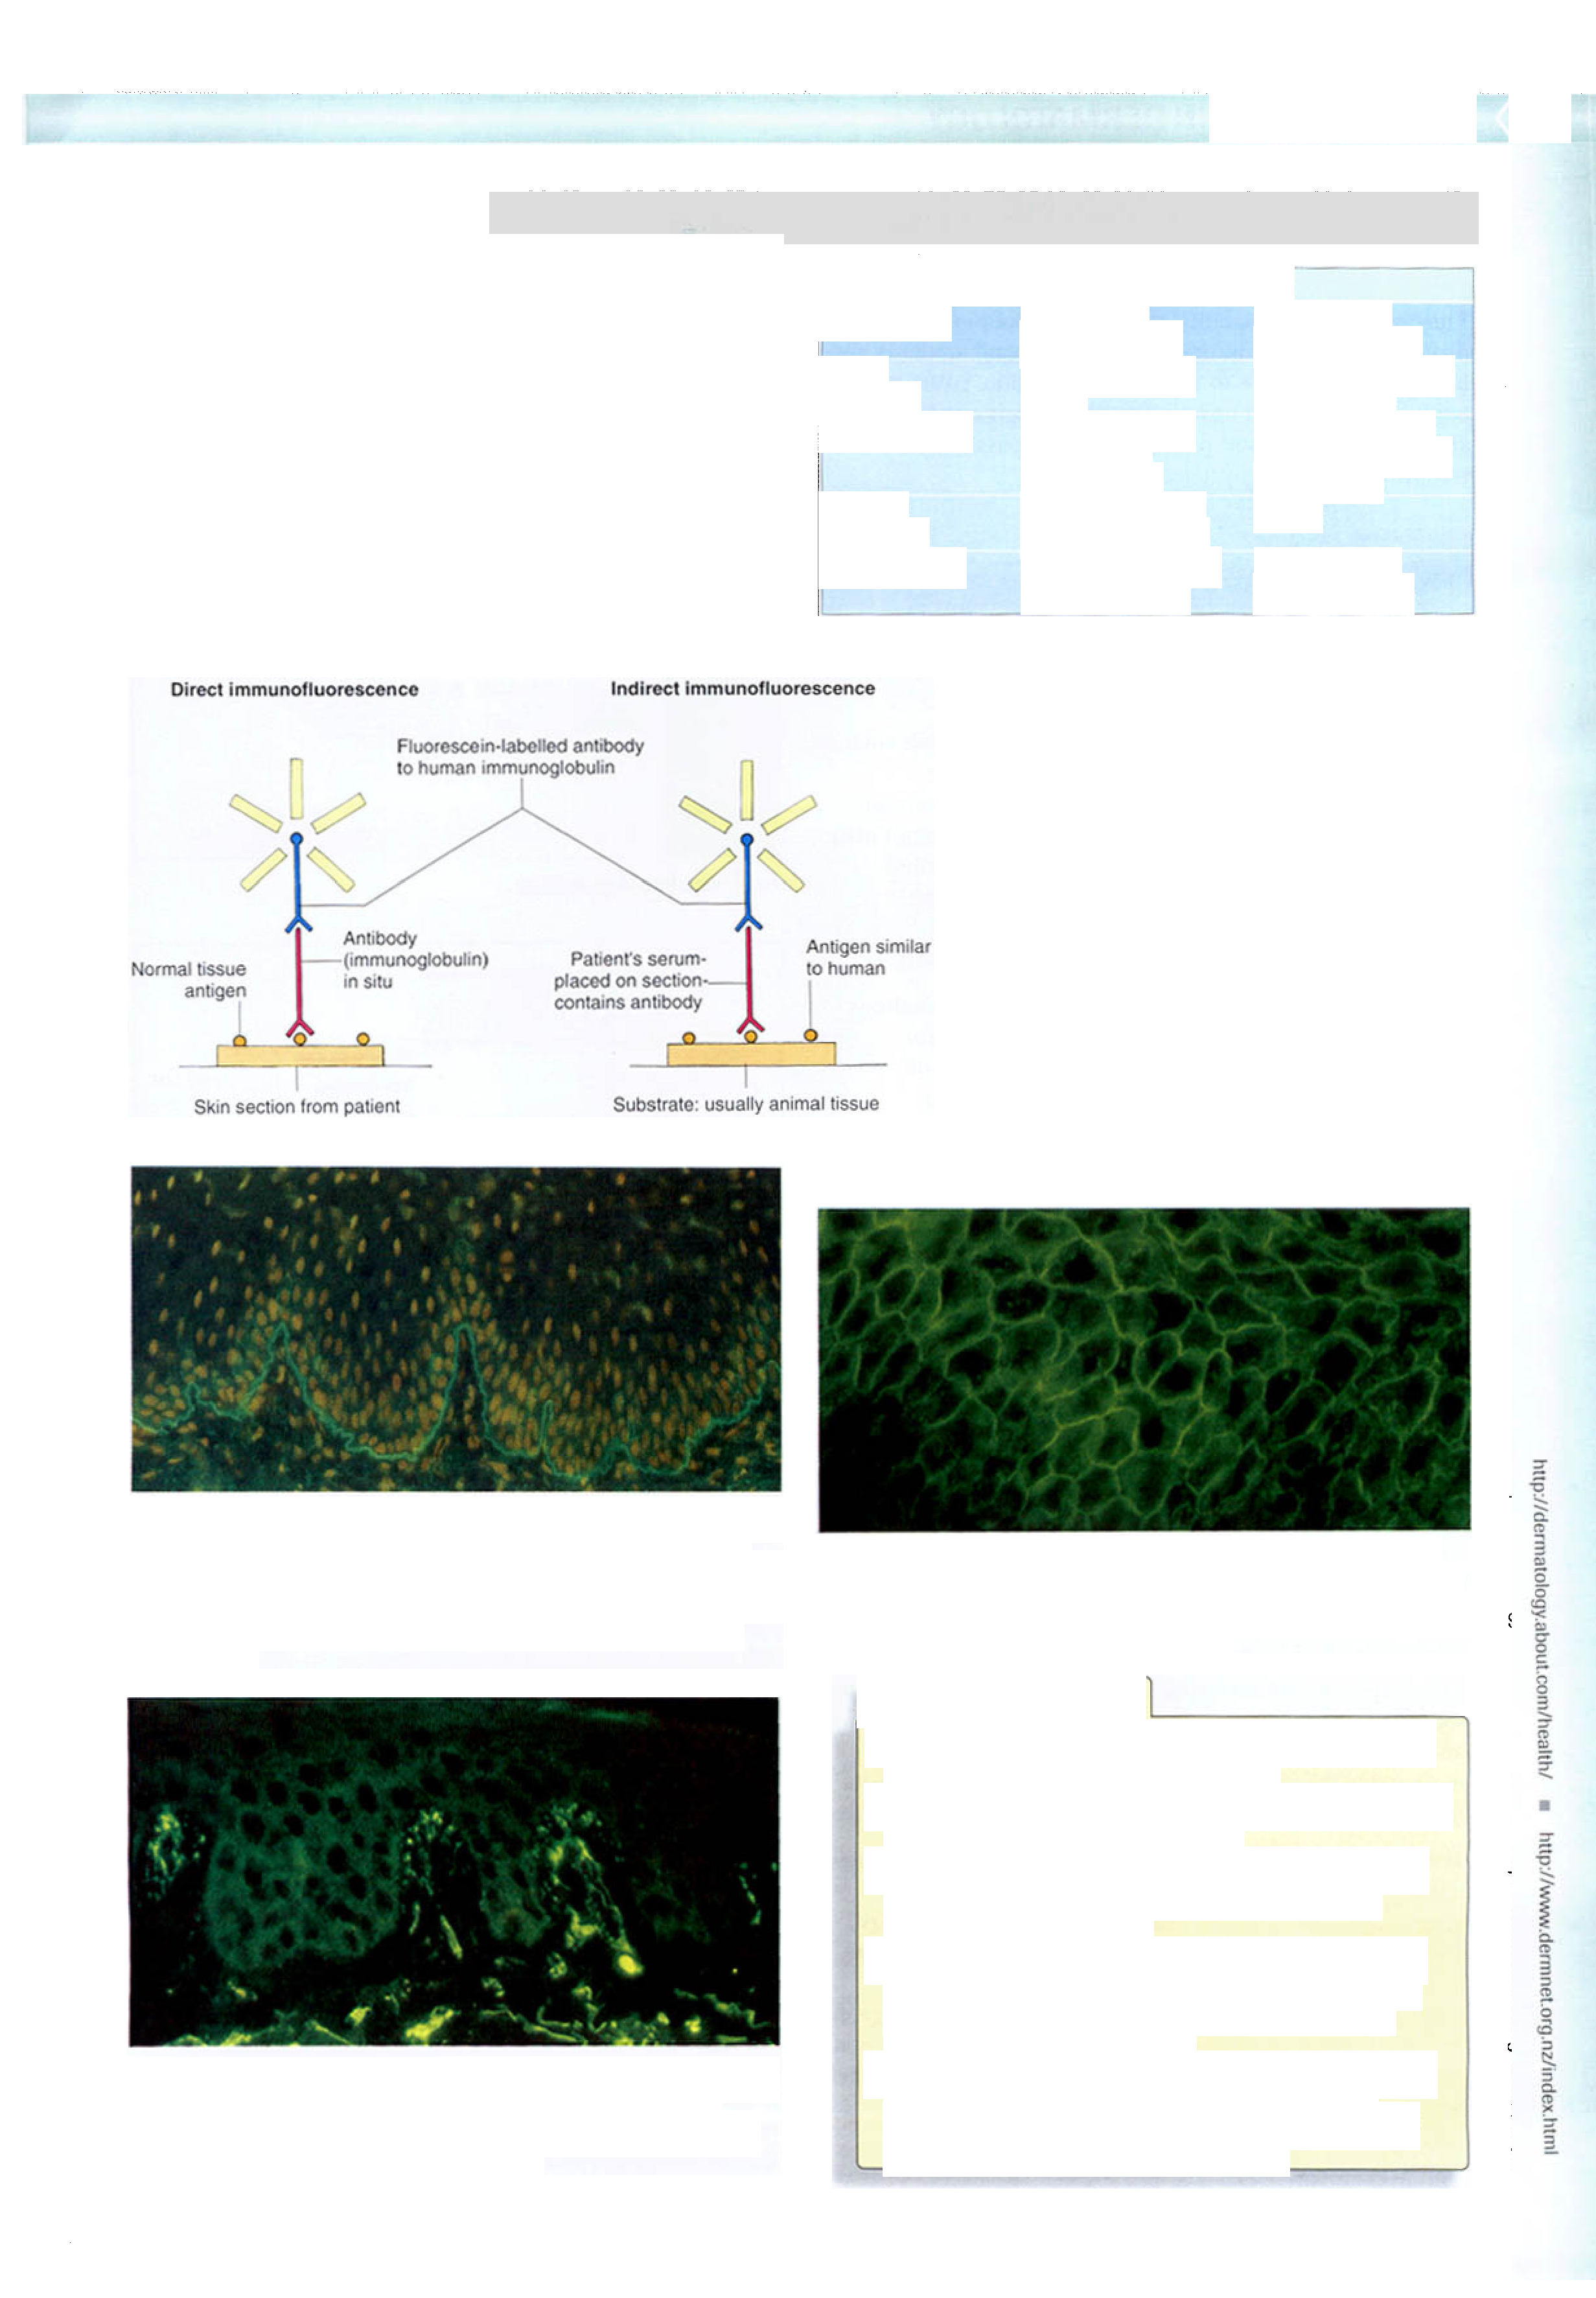 Direct immunofluorescence
Indirect immunofluorescence
Fluorescein-labelled antibody
to human immunoglobulin
Antibody
(immunoglobulin)
in situ
Normal tissue
antigen
Patient's serum-
placed on section-
contains antibody
Antigen similar
to human
Skin section from patient
Substrate: usually animal tissue
http://dermatology.about.com/health/ ■ http://www.dermnet.org.nz/index.html